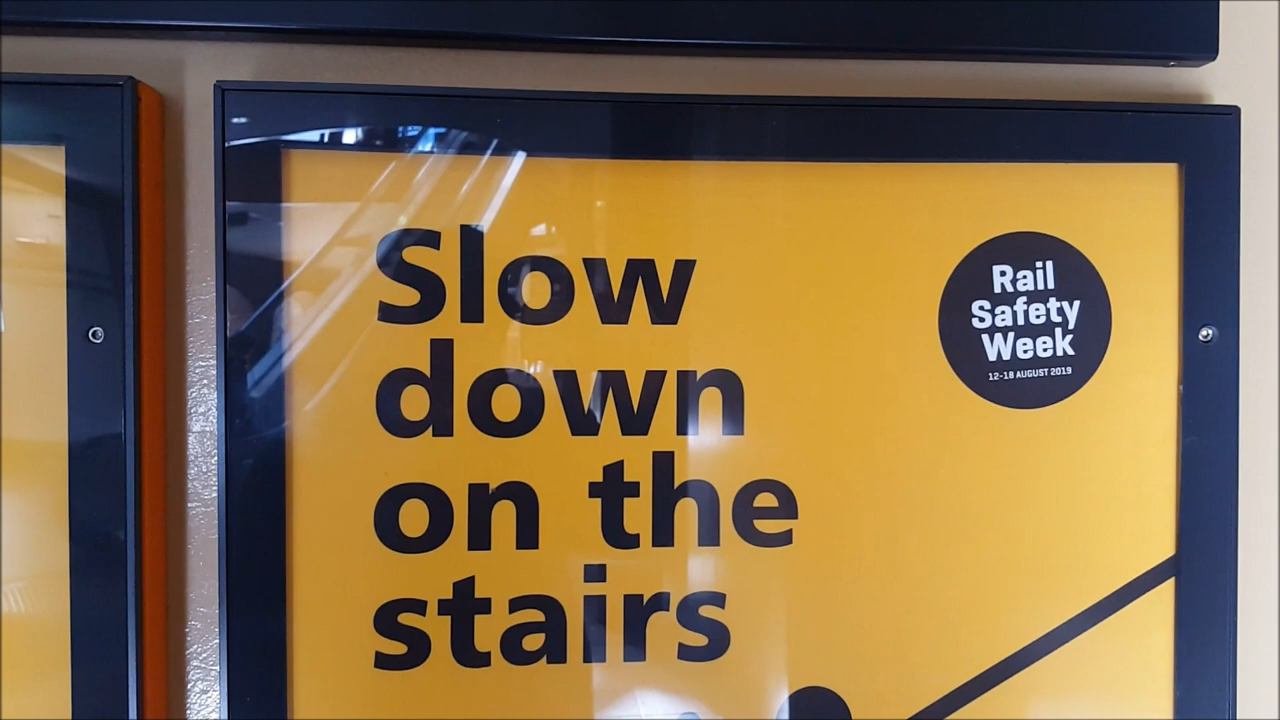 Slow
down
on the
stairs
Rail
Safety
Week
12-18 AUGUST 2019